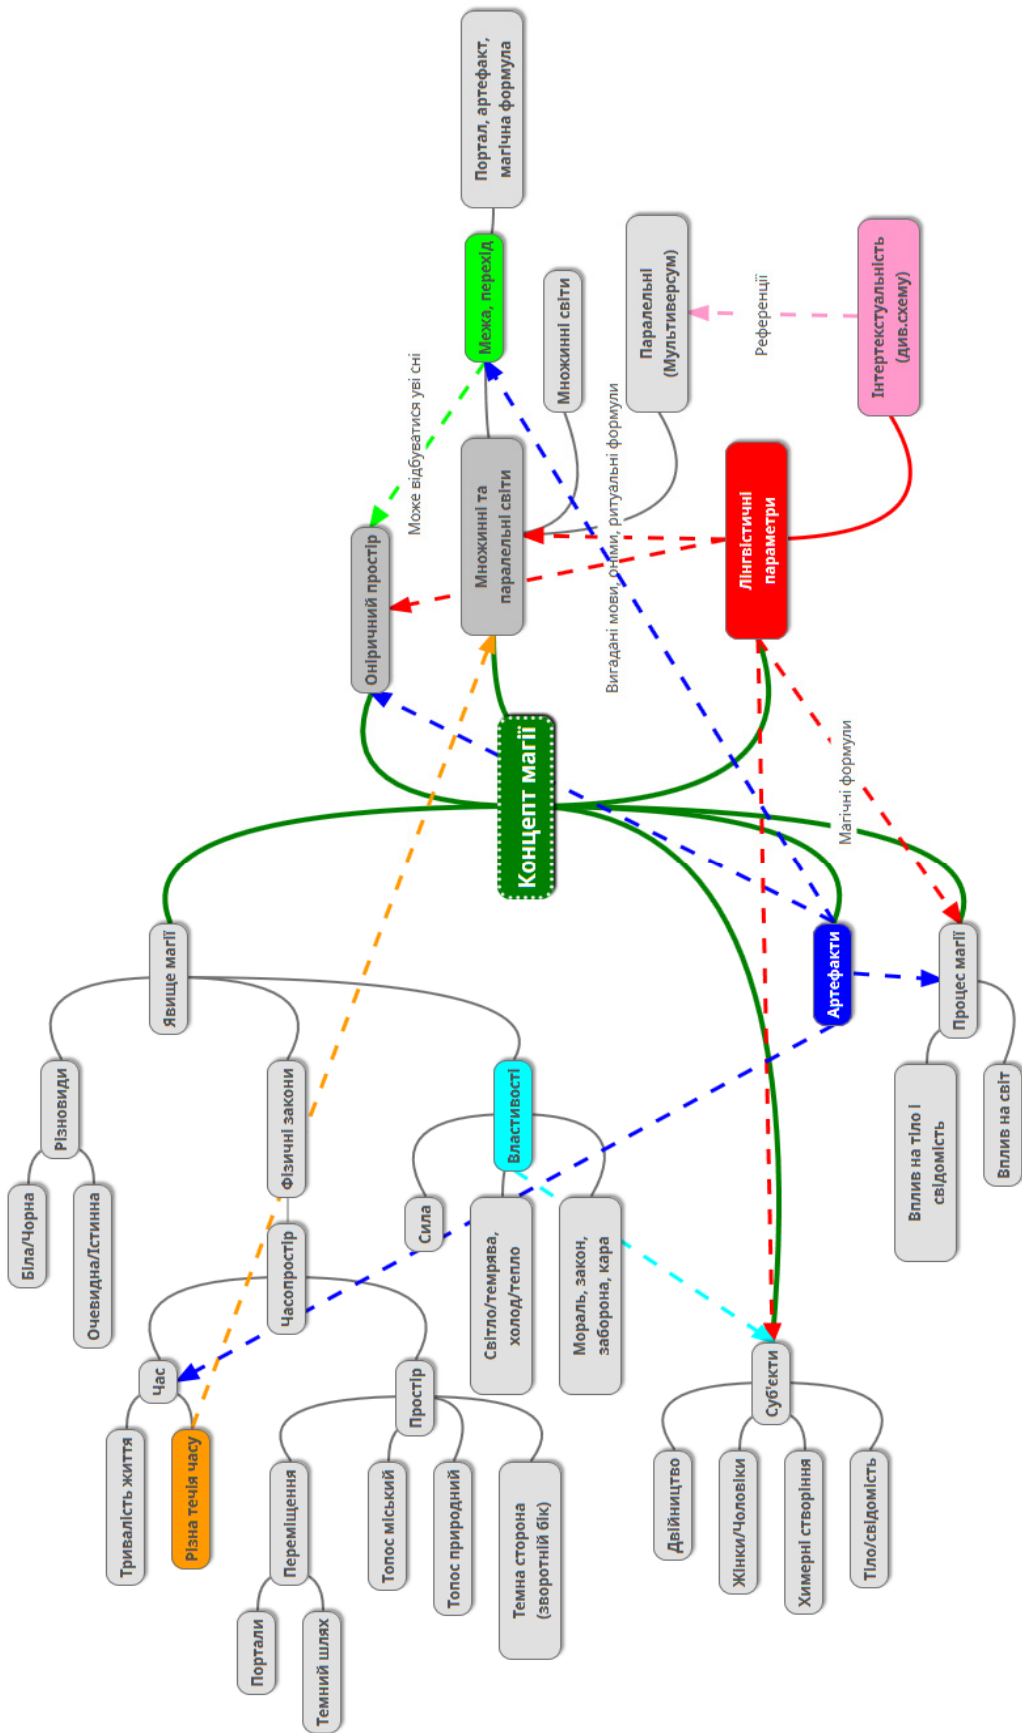 Портал, артефакт,
магічна формула
Межа, перехід
Множинні світи
Паралельні
(Мультиверсум)
Референції
Інтертекстуальність
(див.схему)
Може відбуватися уві сні
Оніричний простір
Множинні та
паралельні світи
Вигадані мови, оніми, ритуальні формули
Лінгвістичні
параметри
Концепт магії
Магічні формули
Явище магії
Різновиди
Біла/Чорна
Очевидна/Істинна
Фізичні закони
Часопростір
Час
Тривалість життя
Різна течія часу
Простір
Переміщення
Портали
Темний шлях
Топос міський
Топос природний
Темна сторона
(зворотній бік)
Властивості
Сила
Світло/темрява,
холод/тепло
Мораль, закон,
заборона, кара
Суб'єкти
Двійництво
Жінки/Чоловіки
Химерні створіння
Тіло/свідомість
Артефакти
Процес магії
Вплив на тіло і
свідомість
Вплив на світ